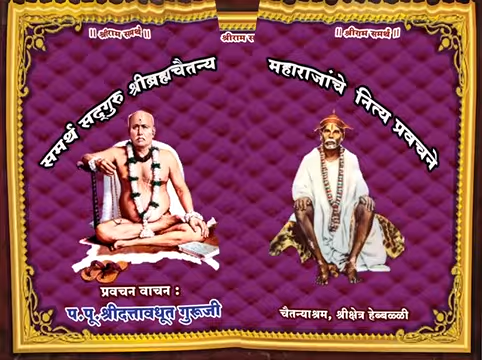 ॥ श्रीराम समर्थ ॥
श्रीराम स
॥ श्रीराम समर्थ ॥
समर्थ सद्‌गुरु श्रीब्रह्मचैतन्य
महाराजांचे नित्य प्रवचने
प्रवचन वाचन :
प.पू.श्रीदत्तावधूत गुरूजी
चैतन्याश्रम, श्रीक्षेत्र हेब्बळ्ळी